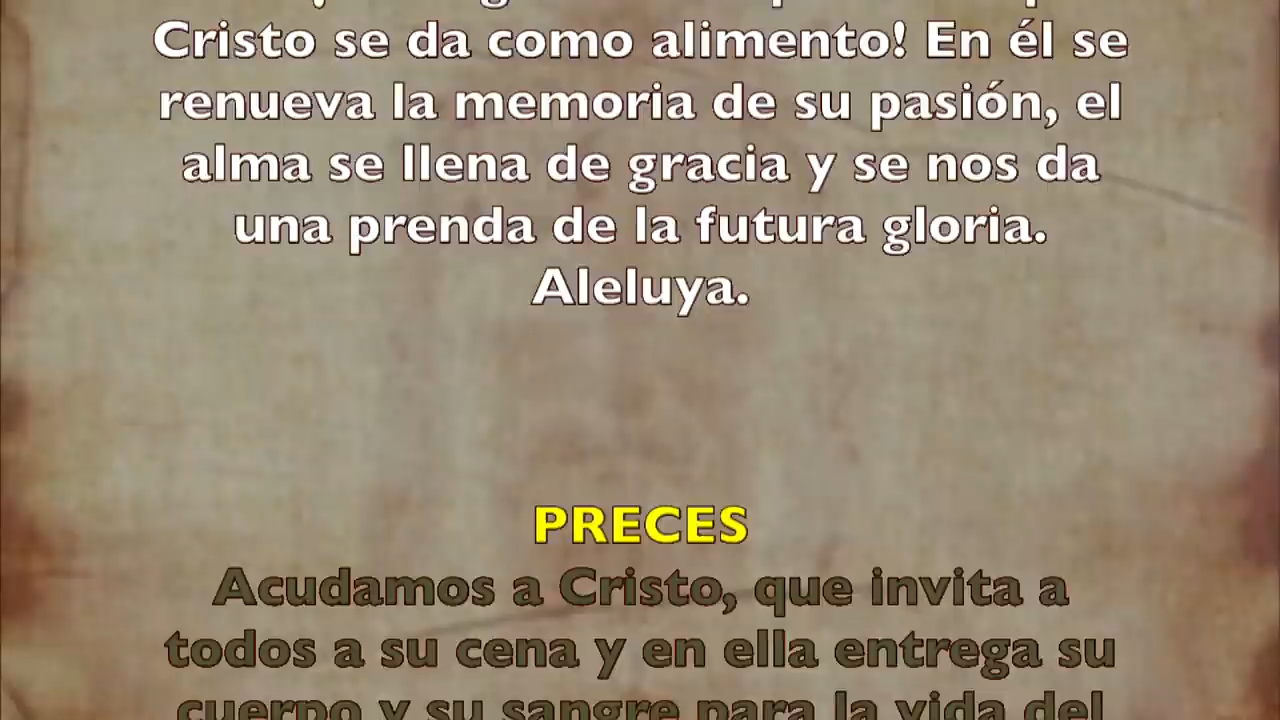 Cristo se da como alimento! En él se
renueva la memoria de su pasión, el
alma se llena de gracia y se nos da
una prenda de la futura gloria.
Aleluya.
PRECES
Acudamos a Cristo, que invita a
todos a su cena y en ella entrega su
cuerpo y su sangre para la vida del